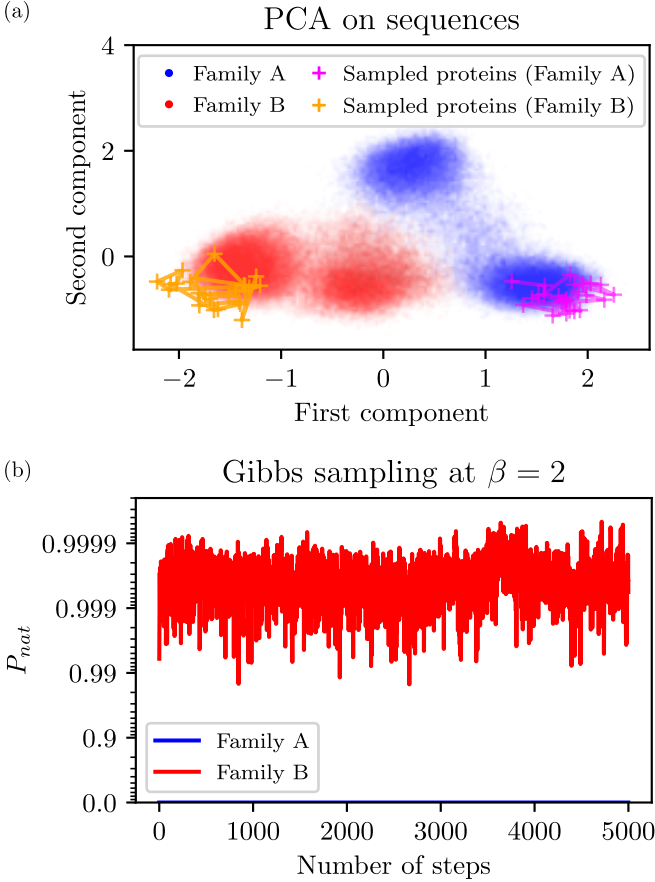 (a)
PCA on sequences
Family A
Family B
Sampled proteins (Family A)
Sampled proteins (Family B)
Second component
4
2
0
−2
−1
0
1
2
First component
(b)
Gibbs sampling at β = 2
P_nat
0.9999
0.999
0.99
0.9
0.0
Family A
Family B
0
1000
2000
3000
4000
5000
Number of steps